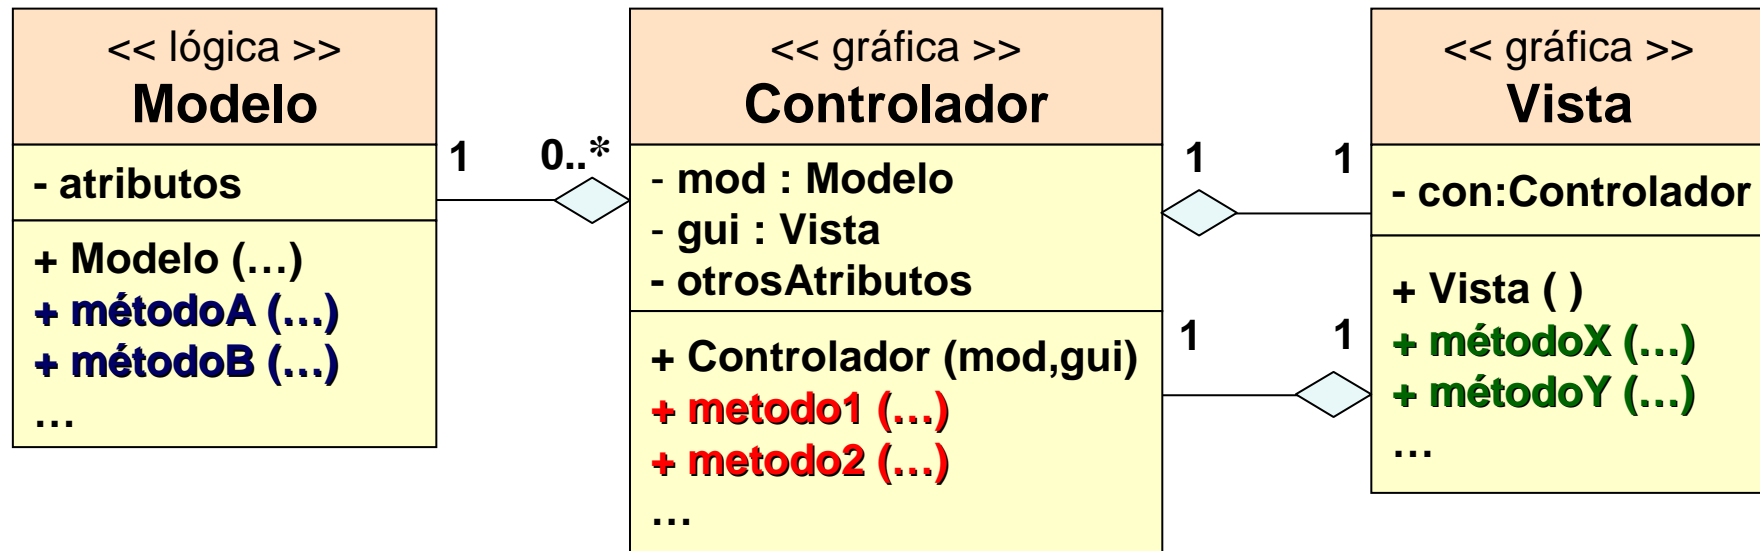 << lógica >>
Modelo
- atributos
+ Modelo (…)
+ métodoA (…)
+ métodoB (…)
…
1
0..*
<< gráfica >>
Controlador
- mod : Modelo
- gui : Vista
- otrosAtributos
+ Controlador (mod,gui)
+ metodo1 (…)
+ metodo2 (…)
…
1
1
1
1
<< gráfica >>
Vista
- con:Controlador
+ Vista ( )
+ métodoX (…)
+ métodoY (…)
…